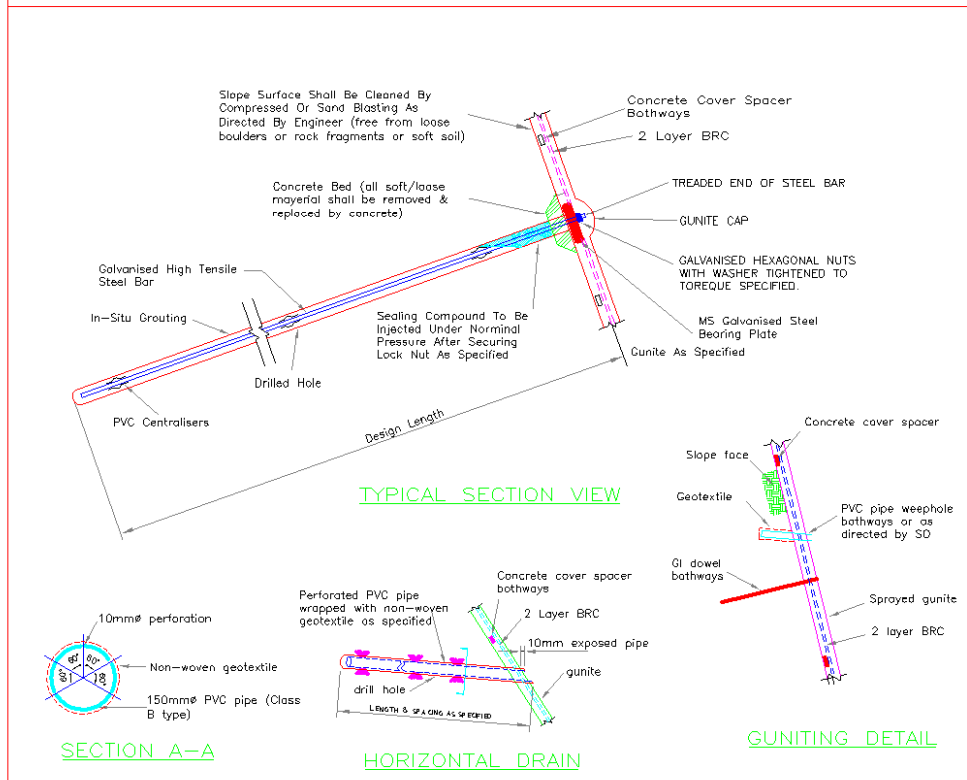 Slope Surface Shall Be Cleaned By
Compressed Or Sand Blasting As
Directed By Engineer (free from loose
boulders or rock fragments or soft soil)
Concrete Cover Spacer
Bothways
2 Layer BRC
Concrete Bed (all soft/loose
mayerial shall be removed &
replaced by concrete)
TREADED END OF STEEL BAR
GUNITE CAP
GALVANISED HEXAGONAL NUTS
WITH WASHER TIGHTENED TO
TOREQUE SPECIFIED.
Galvanised High Tensile
Steel Bar
In-Situ Grouting
Sealing Compound To Be
Injected Under Norminal
Pressure After Securing
Lock Nut As Specified
MS Galvanised Steel
Bearing Plate
Gunite As Specified
Drilled Hole
PVC Centralisers
Design Length
TYPICAL SECTION VIEW
Concrete caver spacer
Slope face
Geotextile
PVC pipe weephole
bathways or as
directed by SO
GI dowel
bathways
Sprayed gunite
2 layer BRC
GUNITING DETAIL
10mmø perforation
60° 60°
60° 60°
Non-woven geotextile
150mmø PVC pipe (Class
B type)
SECTION A-A
Perforated PVC pipe
wrapped with non-woven
geotextile as specified
Concrete cover spacer
bothways
2 Layer BRC
10mm exposed pipe
gunite
drill hole
LENGTH & SPACING AS SPECIFIED
HORIZONTAL DRAIN